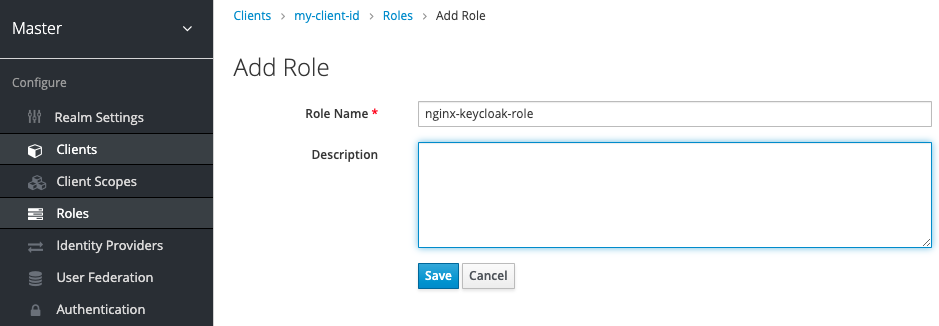 Master
Configure
Realm Settings
Clients
Client Scopes
Roles
Identity Providers
User Federation
Authentication
Clients > my-client-id > Roles > Add Role
Add Role
Role Name *
nginx-keycloak-role
Description
Save Cancel